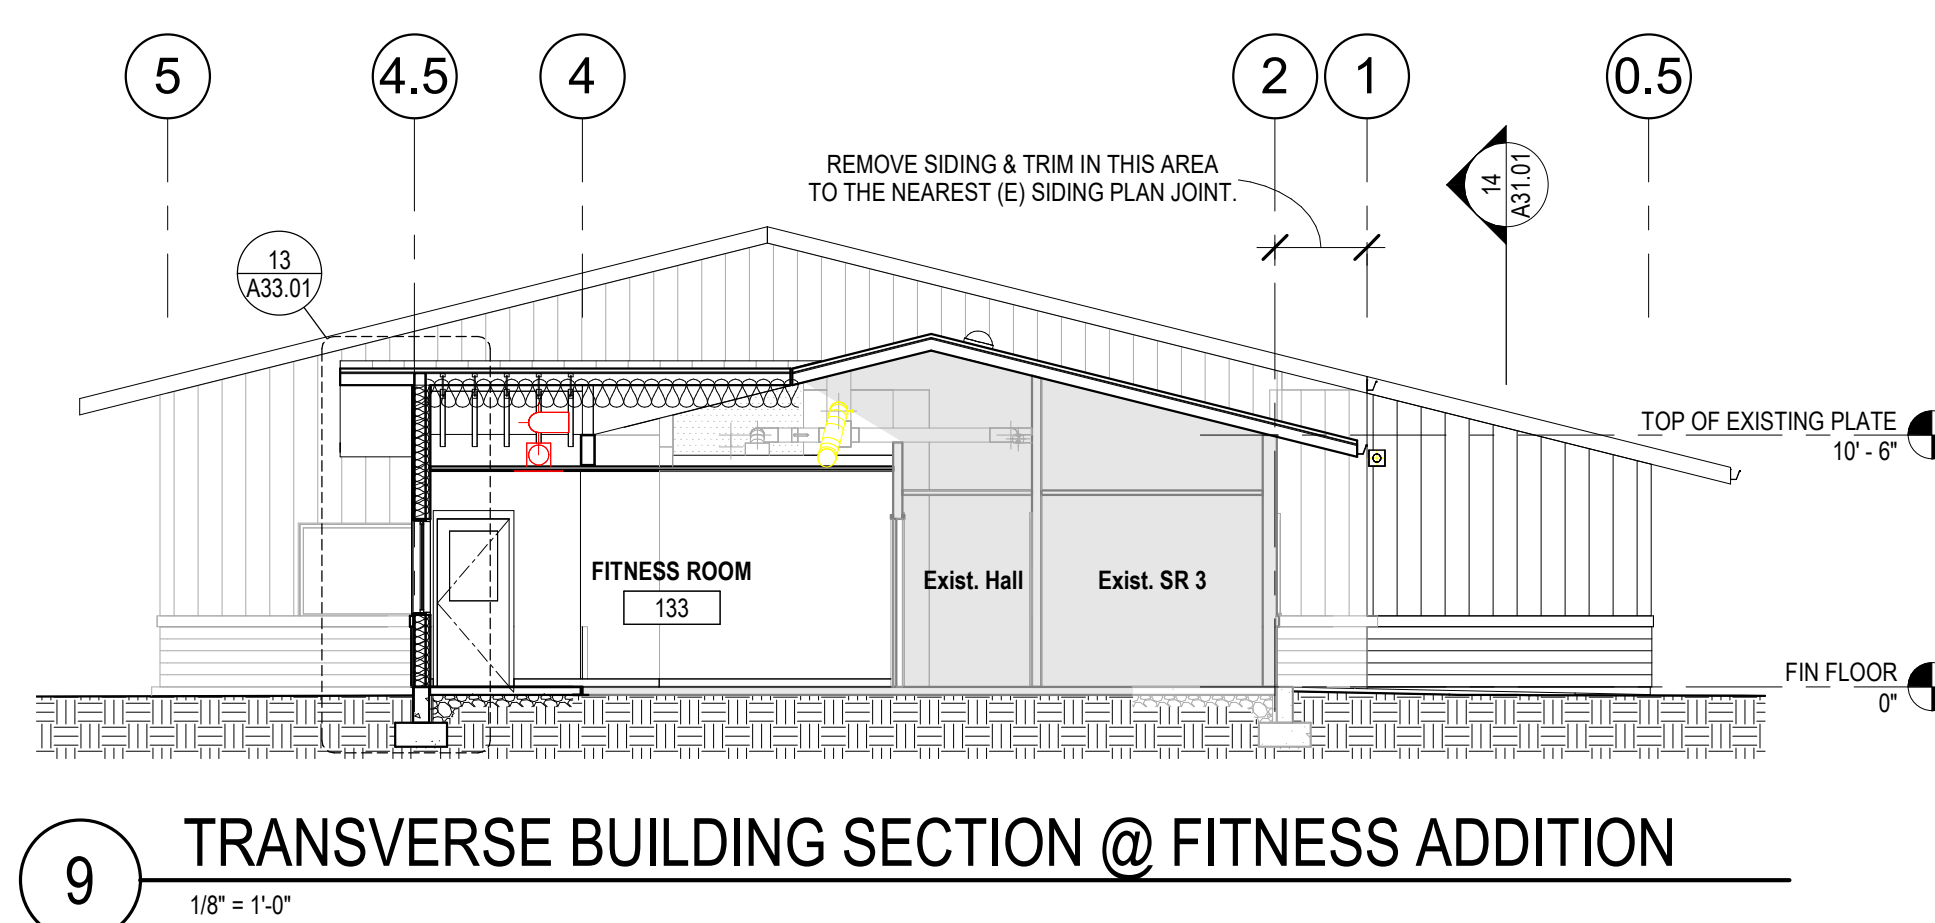 5
4.5
4
2
1
0.5
REMOVE SIDING & TRIM IN THIS AREA
TO THE NEAREST (E) SIDING PLAN JOINT.
14
A31.01
13
A33.01
TOP OF EXISTING PLATE
10' - 6"
FITNESS ROOM
133
Exist. Hall
Exist. SR 3
FIN FLOOR
0"
9
TRANSVERSE BUILDING SECTION @ FITNESS ADDITION
1/8" = 1'-0"